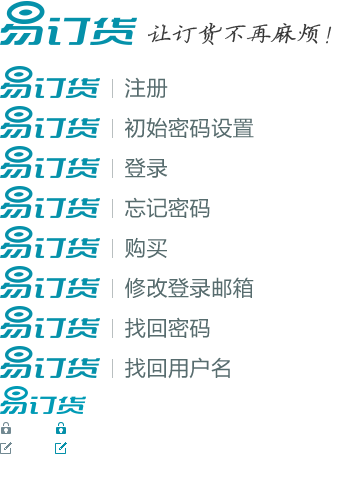 易订货 让订货不再麻烦！
易订货 | 注册
易订货 | 初始密码设置
易订货 | 登录
易订货 | 忘记密码
易订货 | 购买
易订货 | 修改登录邮箱
易订货 | 找回密码
易订货 | 找回用户名
易订货